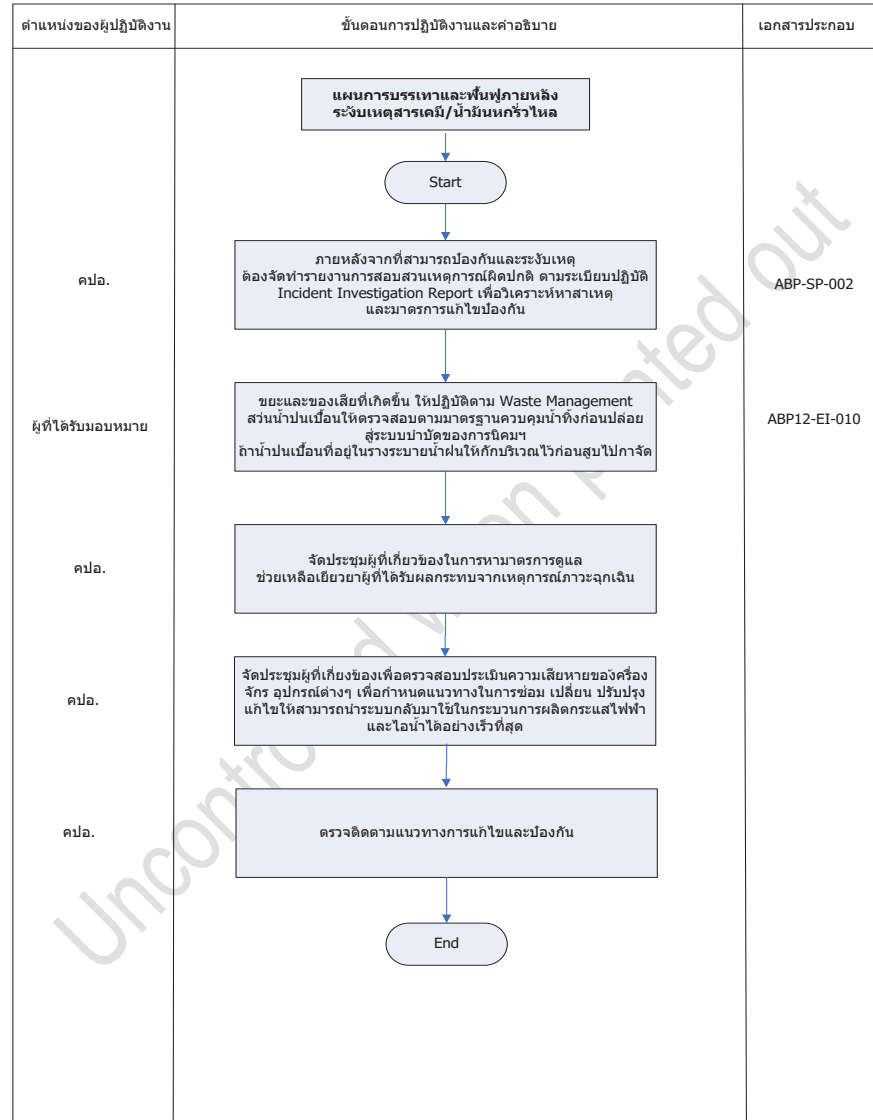 ตำแหน่งของผู้ปฏิบัติงาน
ขั้นตอนการปฏิบัติงานและคำอธิบาย
เอกสารประกอบ
แผนการบรรเทาและฟื้นฟูภายหลัง
ระงับเหตุสารเคมี/น้ำมันหกรั่วไหล
Start
คปอ.
ภายหลังจากที่สามารถป้องกันและระงับเหตุ
ต้องจัดทำรายงานการสอบสวนเหตุการณ์ผิดปกติ ตามระเบียบปฏิบัติ
Incident Investigation Report เพื่อวิเคราะห์หาสาเหตุ
และมาตรการแก้ไขป้องกัน
ABP-SP-002
ผู้ที่ได้รับมอบหมาย
ขยะและของเสียที่เกิดขึ้น ให้ปฏิบัติตาม Waste Management
ส่วนน้ำปนเปื้อนให้ตรวจสอบตามมาตรฐานควบคุมน้ำทิ้งก่อนปล่อย
สู่ระบบบำบัดของการนิคมฯ
ถ้าน้ำปนเปื้อนที่อยู่ในรางระบายน้ำฝนให้กักบริเวณไว้ก่อนสูบไปกำจัด
ABP12-EI-010
คปอ.
จัดประชุมผู้ที่เกี่ยวข้องในการหามาตรการดูแล
ช่วยเหลือเยียวยาผู้ที่ได้รับผลกระทบจากเหตุการณ์ภาวะฉุกเฉิน
คปอ.
จัดประชุมผู้ที่เกี่ยงข้องเพื่อตรวจสอบประเมินความเสียหายของเครื่อง
จักร อุปกรณ์ต่างๆ เพื่อกำหนดแนวทางในการซ่อม เปลี่ยน ปรับปรุง
แก้ไขให้สามารถนำระบบกลับมาใช้ในกระบวนการผลิตกระแสไฟฟ้า
และไอน้ำได้อย่างเร็วที่สุด
คปอ.
ตรวจติดตามแนวทางการแก้ไขและป้องกัน
End
Uncontrolled when printed out